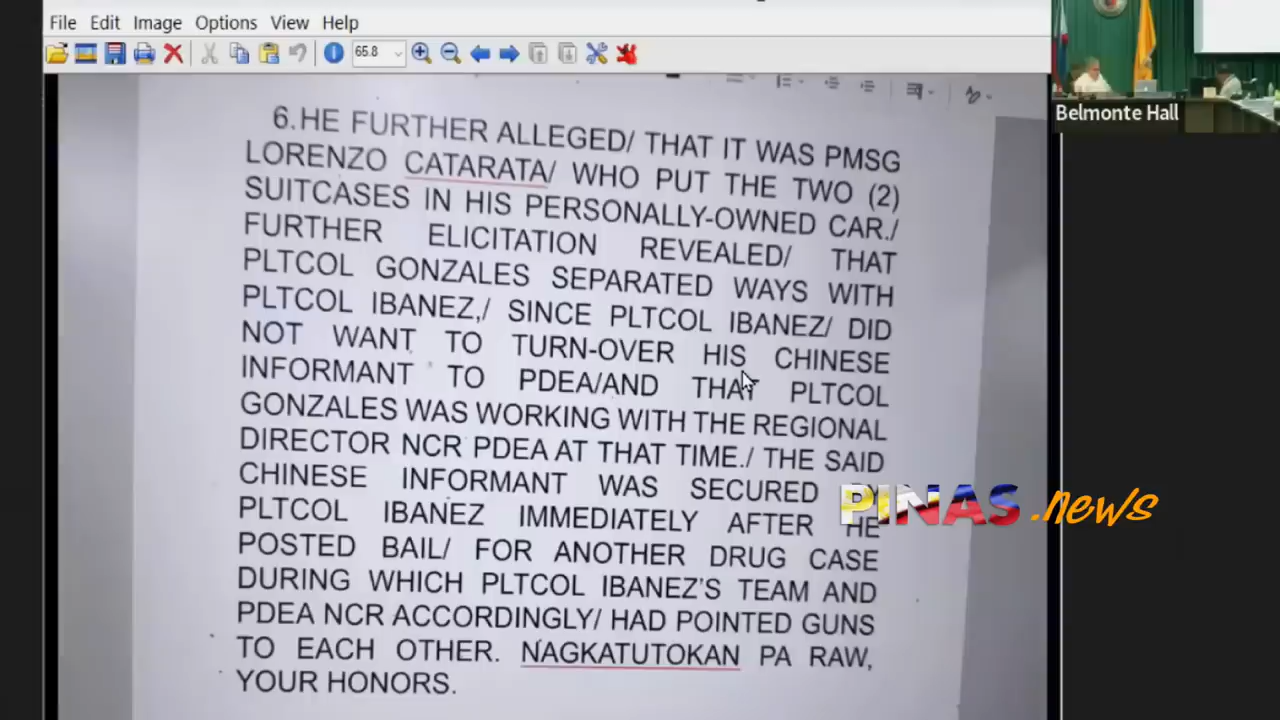 File Edit Image Options View Help
65.8
Belmonte Hall
6. HE FURTHER ALLEGED/ THAT IT WAS PMSG
LORENZO CATARATA/ WHO PUT THE TWO (2)
SUITCASES IN HIS PERSONALLY-OWNED CAR./
FURTHER ELICITATION REVEALED/ THAT
PLTCOL GONZALES SEPARATED WAYS WITH
PLTCOL IBANEZ,/ SINCE PLTCOL IBANEZ/ DID
NOT WANT TO TURN-OVER HIS CHINESE
INFORMANT TO PDEA/AND THAT PLTCOL
GONZALES WAS WORKING WITH THE REGIONAL
DIRECTOR NCR PDEA AT THAT TIME./ THE SAID
CHINESE INFORMANT WAS SECURED
PLTCOL IBANEZ IMMEDIATELY AFTER HE
POSTED BAIL/ FOR ANOTHER DRUG CASE
DURING WHICH PLTCOL IBANEZ'S TEAM AND
PDEA NCR ACCORDINGLY/ HAD POINTED GUNS
TO EACH OTHER. NAGKATUTOKAN PA RAW,
YOUR HONORS.
PINAS.news